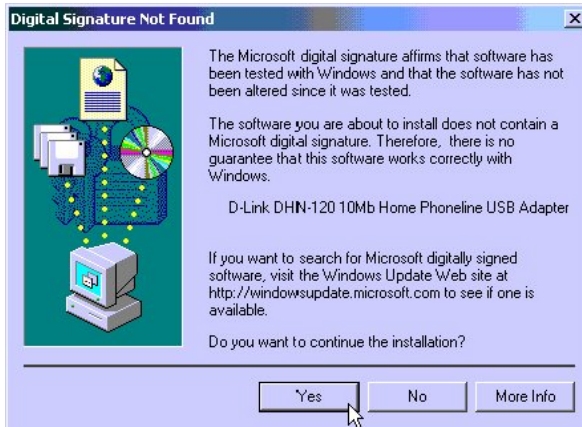 Digital Signature Not Found
The Microsoft digital signature affirms that software has
been tested with Windows and that the software has not
been altered since it was tested.
The software you are about to install does not contain a
Microsoft digital signature. Therefore, there is no
guarantee that this software works correctly with
Windows.
D-Link DHN-120 10Mb Home Phoneline USB Adapter
If you want to search for Microsoft digitally signed
software, visit the Windows Update Web site at
http://windowsupdate.microsoft.com to see if one is
available.
Do you want to continue the installation?
Yes No More Info